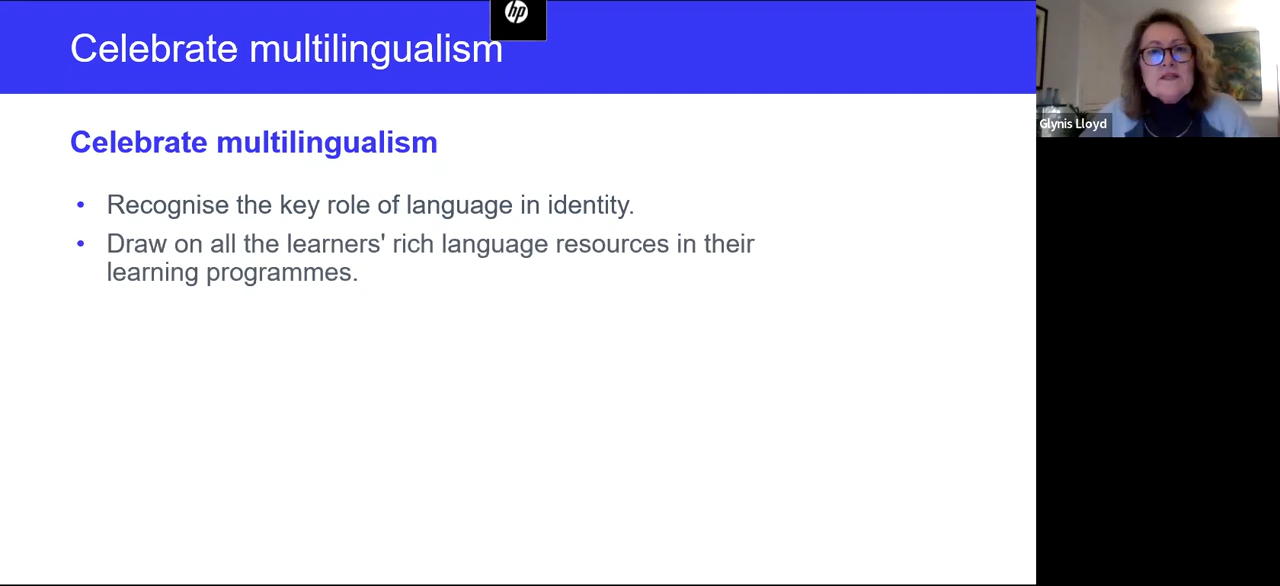 hp
Celebrate multilingualism
Glynis Lloyd
Celebrate multilingualism
• Recognise the key role of language in identity.
• Draw on all the learners' rich language resources in their
learning programmes.